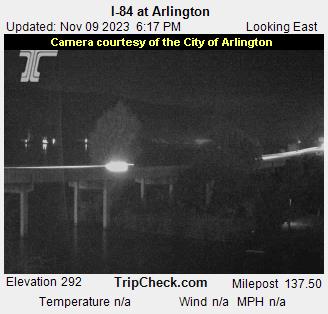 I-84 at Arlington
Updated: Nov 09 2023 6:17 PM Looking East
Camera courtesy of the City of Arlington
Elevation 292 TripCheck.com Milepost 137.50
Temperature n/a Wind n/a MPH n/a